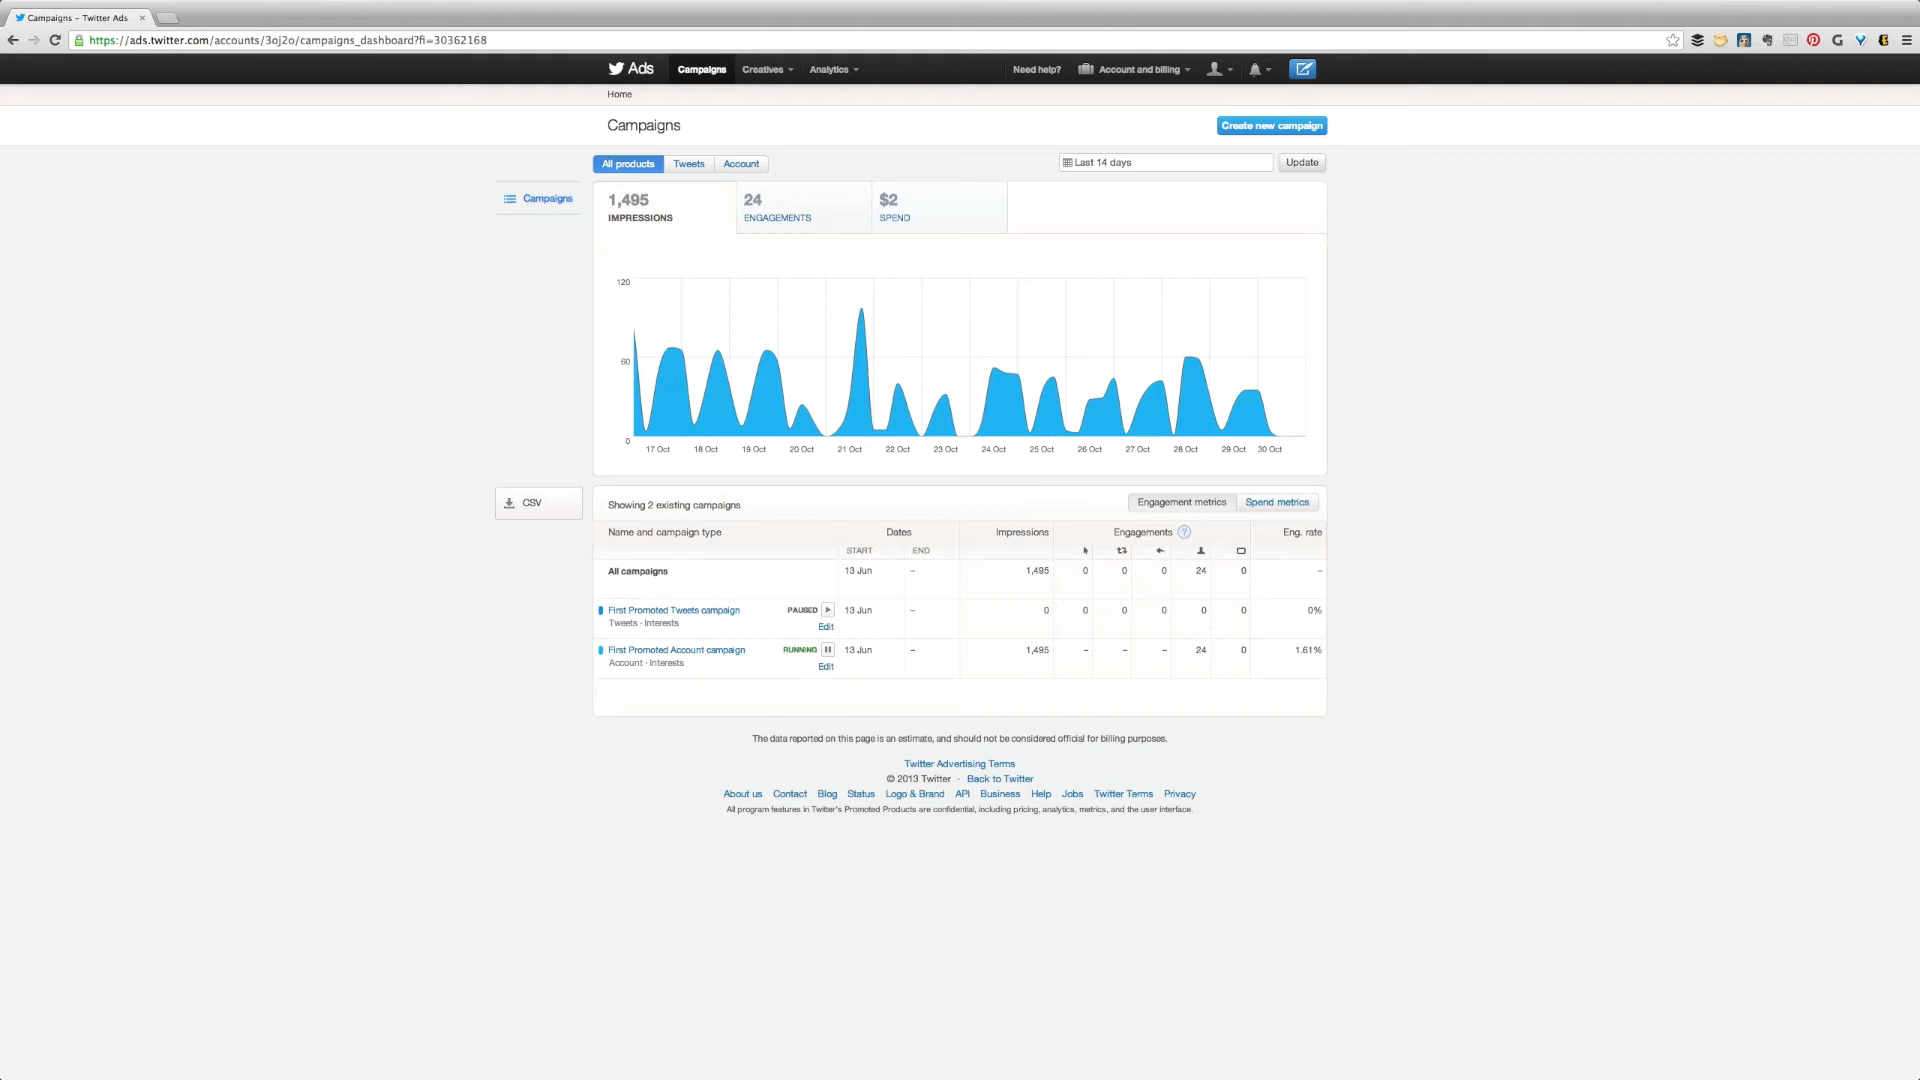 Campaigns – Twitter Ads
https://ads.twitter.com/accounts/3oj2o/campaigns_dashboard?fi=30362168
Ads Campaigns Creatives Analytics Need help? Account and billing
Home
Campaigns Create new campaign
All products Tweets Account Last 14 days Update
Campaigns
1,495 24 $2
IMPRESSIONS ENGAGEMENTS SPEND
120
60
0
17 Oct 18 Oct 19 Oct 20 Oct 21 Oct 22 Oct 23 Oct 24 Oct 25 Oct 26 Oct 27 Oct 28 Oct 29 Oct 30 Oct
CSV
Showing 2 existing campaigns Engagement metrics Spend metrics
Name and campaign type Dates Impressions Engagements ? Eng. rate
START END
All campaigns 13 Jun – 1,495 0 0 0 24 0 –
First Promoted Tweets campaign PAUSED 13 Jun – 0 0 0 0 0 0 0%
Tweets · Interests Edit
First Promoted Account campaign RUNNING 13 Jun – 1,495 – – – 24 0 1.61%
Account · Interests Edit
The data reported on this page is an estimate, and should not be considered official for billing purposes.
Twitter Advertising Terms
© 2013 Twitter · Back to Twitter
About us Contact Blog Status Logo & Brand API Business Help Jobs Twitter Terms Privacy
All program features in Twitter's Promoted Products are confidential, including pricing, analytics, metrics, and the user interface.